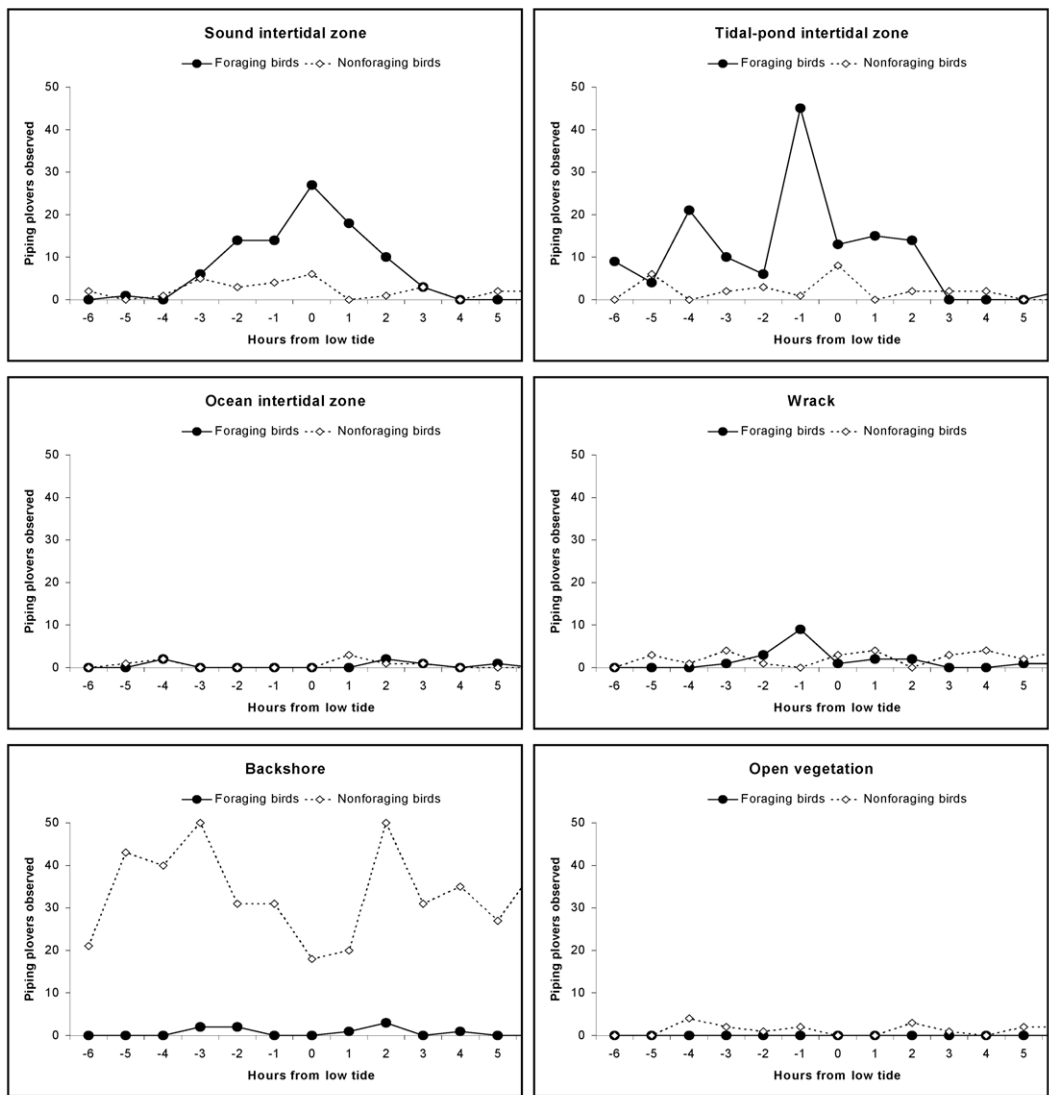 Sound intertidal zone
Foraging birds Nonforaging birds
50
40
30
20
10
0
Piping plovers observed
-6 -5 -4 -3 -2 -1 0 1 2 3 4 5
Hours from low tide
Tidal-pond intertidal zone
Foraging birds Nonforaging birds
50
40
30
20
10
0
Piping plovers observed
-6 -5 -4 -3 -2 -1 0 1 2 3 4 5
Hours from low tide
Ocean intertidal zone
Foraging birds Nonforaging birds
50
40
30
20
10
0
Piping plovers observed
-6 -5 -4 -3 -2 -1 0 1 2 3 4 5
Hours from low tide
Wrack
Foraging birds Nonforaging birds
50
40
30
20
10
0
Piping plovers observed
-6 -5 -4 -3 -2 -1 0 1 2 3 4 5
Hours from low tide
Backshore
Foraging birds Nonforaging birds
50
40
30
20
10
0
Piping plovers observed
-6 -5 -4 -3 -2 -1 0 1 2 3 4 5
Hours from low tide
Open vegetation
Foraging birds Nonforaging birds
50
40
30
20
10
0
Piping plovers observed
-6 -5 -4 -3 -2 -1 0 1 2 3 4 5
Hours from low tide